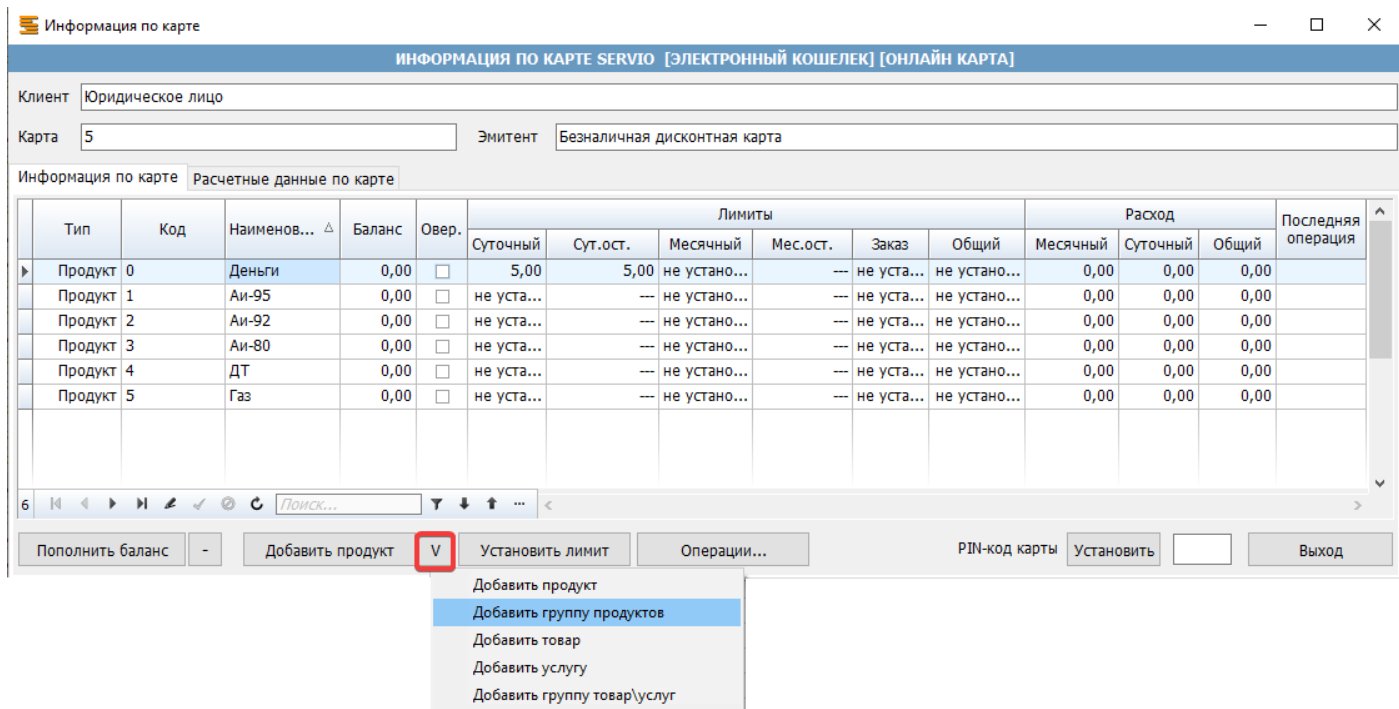 Информация по карте
ИНФОРМАЦИЯ ПО КАРТЕ SERVIO [ЭЛЕКТРОННЫЙ КОШЕЛЕК] [ОНЛАЙН КАРТА]
Клиент Юридическое лицо
Карта 5 Эмитент Безналичная дисконтная карта
Информация по карте Расчетные данные по карте
Тип Код Наименов... Баланс Овер. Лимиты Расход Последняя операция
Суточный Сут.ост. Месячный Мес.ост. Заказ Общий Месячный Суточный Общий
Продукт 0 Деньги 0,00 5,00 5,00 не устано... --- не уста... не устано... 0,00 0,00 0,00
Продукт 1 Аи-95 0,00 не уста... --- не устано... --- не уста... не устано... 0,00 0,00 0,00
Продукт 2 Аи-92 0,00 не уста... --- не устано... --- не уста... не устано... 0,00 0,00 0,00
Продукт 3 Аи-80 0,00 не уста... --- не устано... --- не уста... не устано... 0,00 0,00 0,00
Продукт 4 ДТ 0,00 не уста... --- не устано... --- не уста... не устано... 0,00 0,00 0,00
Продукт 5 Газ 0,00 не уста... --- не устано... --- не уста... не устано... 0,00 0,00 0,00
6 Поиск... ...
Пополнить баланс - Добавить продукт V Установить лимит Операции... PIN-код карты Установить Выход
Добавить продукт
Добавить группу продуктов
Добавить товар
Добавить услугу
Добавить группу товар\услуг